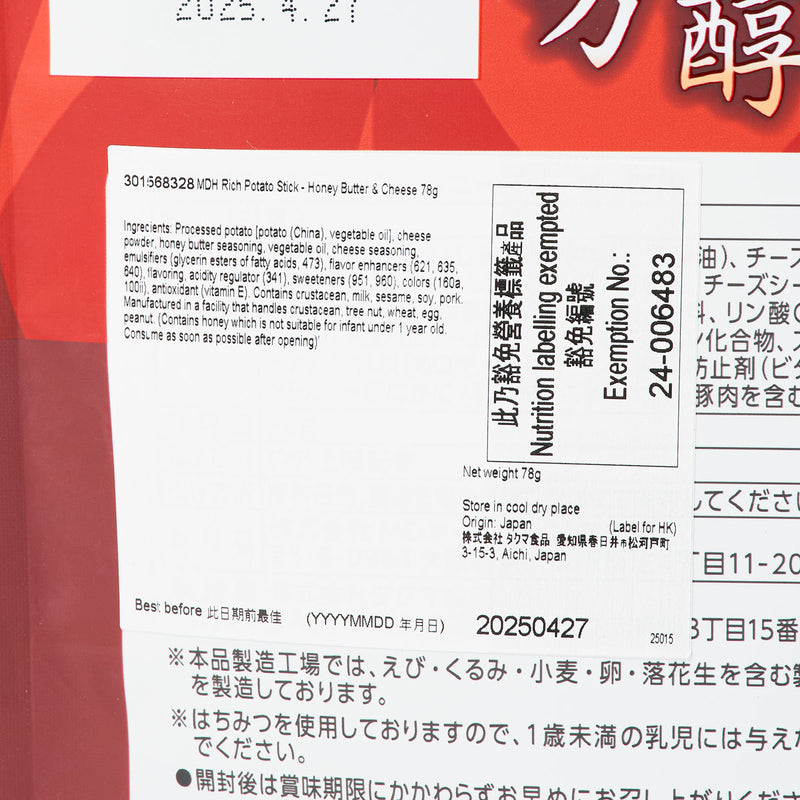 2025.4.27
芳醇
301568328 MDH Rich Potato Stick - Honey Butter & Cheese 78g
Ingrecients: Processed potato [potato (China), vegetable oil], cheese
powder, honey butter seasoning, vegetable oil, cheese seasoning,
emulsifiers (glycerin esters of fatty acids, 473), flavor enhancers (621, 635,
640), flavoring, acidity regulator (341), sweeteners (951, 960), colors (160a,
100ii), antioxidant (vitamin E). Contains crustacean, milk, sesame, soy, pork.
Manufactured in a facility that handles crustacean, tree nut, wheat, egg,
peanut. (Contains honey which is not suitable for infant under 1 year old.
Consume as soon as possible after opening)'
此乃豁免營養標籤產品
Nutrition labelling exempted
豁免編號
Exemption No.:
24-006483
Net weight 78g
Store in cool dry place
Origin: Japan (Label for HK)
株式会社 タクマ食品 愛知県春日井市松河戸町
3-15-3, Aichi, Japan
Best before 此日期前最佳 (YYYYMMDD 年月日) 20250427
25015
油)、チーズ
、チーズシー
料、リン酸C
ン化合物、
防止剤(ビタ
豚肉を含む
してください
丁目11-20
3丁目15番
※本品製造工場では、えび・くるみ・小麦・卵・落花生を含む製
を製造しております。
※はちみつを使用しておりますので、1歳未満の乳児には与えな
でください。
●開封後は賞味期限にかかわらずお早めにお召し上がりくださ